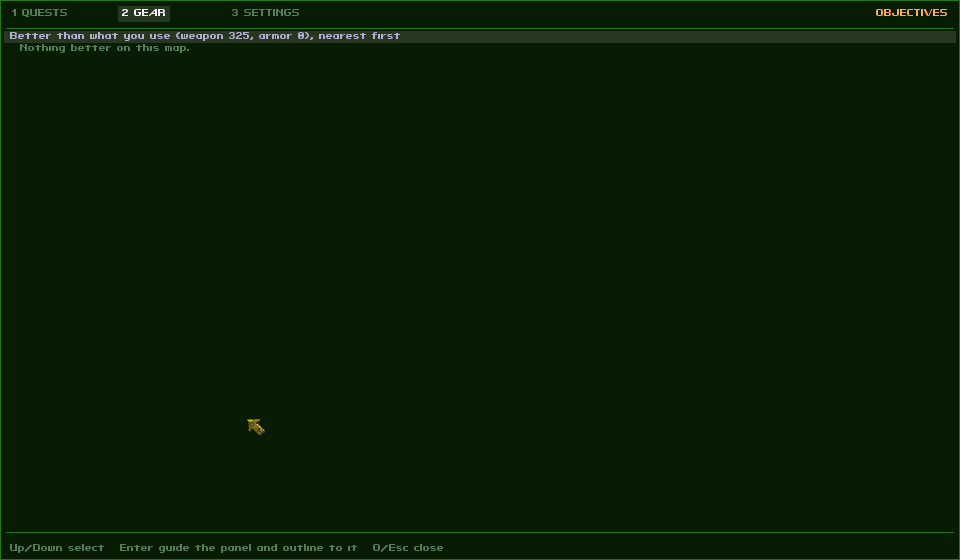 1 QUESTS 2 GEAR 3 SETTINGS OBJECTIVES
Better than what you use (weapon 325, armor 0), nearest first
Nothing better on this map.
Up/Down select Enter guide the panel and outline to it O/Esc close